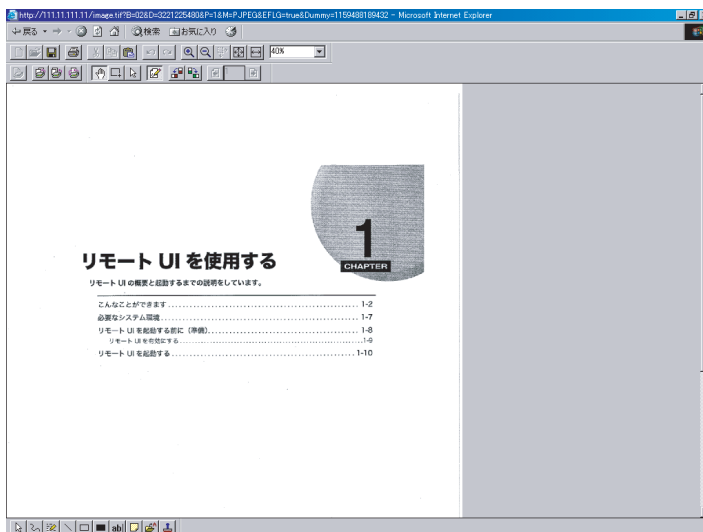 http://111.11.111.11/image.tif?B=02&D=3221225480&P=1&M=PJPEG&EFLG=true&Dummy=1159488189432 - Microsoft Internet Explorer
戻る 検索 お気に入り
40%
1
CHAPTER
リモート UI を使用する
リモート UI の概要と起動するまでの説明をしています。
こんなことができます ........................................ 1-2
必要なシステム環境 ........................................ 1-7
リモート UI を起動する前に（準備）........................................ 1-8
リモート UI を有効にする ........................................ 1-9
リモート UI を起動する ........................................ 1-10
ab